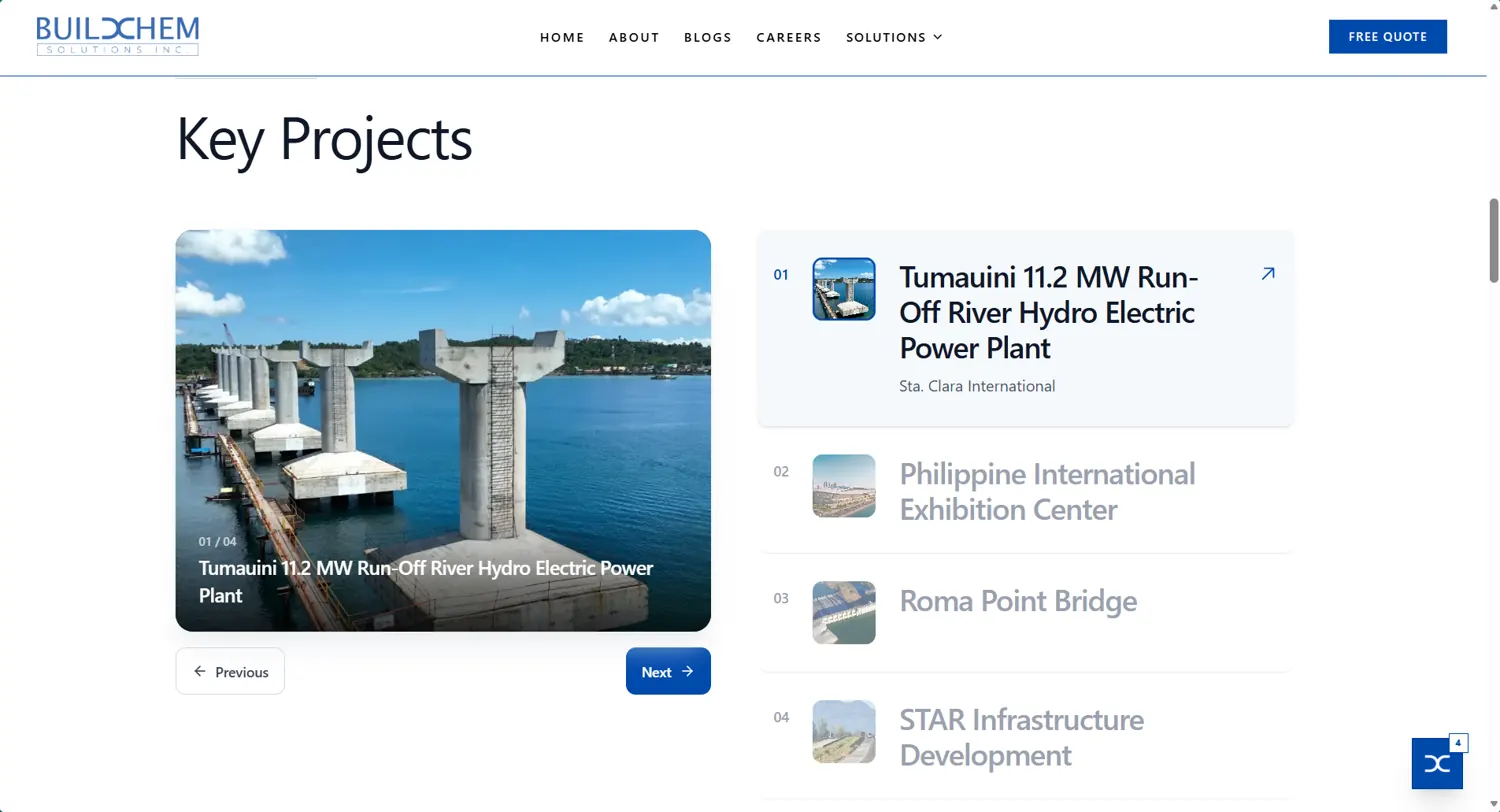 BUILDCHEM
SOLUTIONS INC.
HOME
ABOUT
BLOGS
CAREERS
SOLUTIONS
FREE QUOTE
Key Projects
01 / 04
Tumauini 11.2 MW Run-Off River Hydro Electric Power
Plant
Previous
Next
01
Tumauini 11.2 MW Run-
Off River Hydro Electric
Power Plant
Sta. Clara International
02
Philippine International
Exhibition Center
03
Roma Point Bridge
04
STAR Infrastructure
Development
4